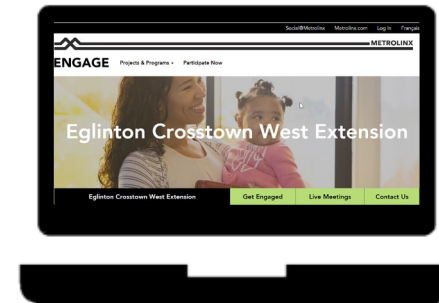 Social@Metrolinx Metrolinx.com Log In Français
METROLINX
ENGAGE Projects & Programs Participate Now
Eglinton Crosstown West Extension
Eglinton Crosstown West Extension Get Engaged Live Meetings Contact Us